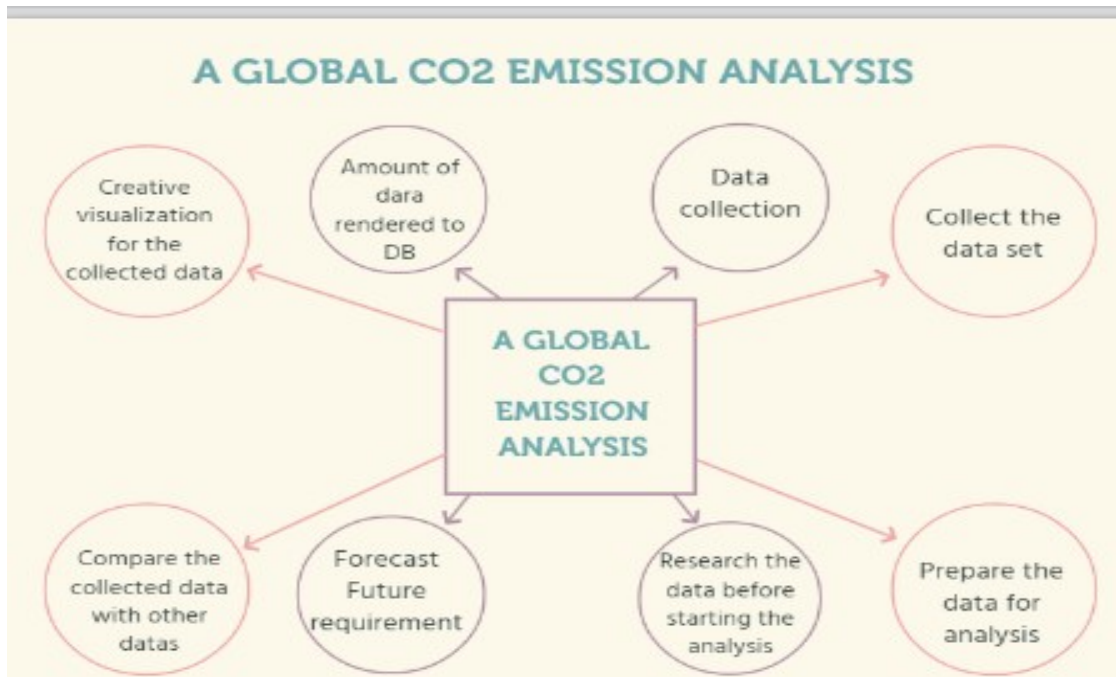 A GLOBAL CO2 EMISSION ANALYSIS
Creative
visualization
for the
collected data
Amount of
dara
rendered to
DB
Data
collection
Collect the
data set
A GLOBAL
CO2
EMISSION
ANALYSIS
Compare the
collected data
with other
datas
Forecast
Future
requirement
Research the
data before
starting the
analysis
Prepare the
data for
analysis